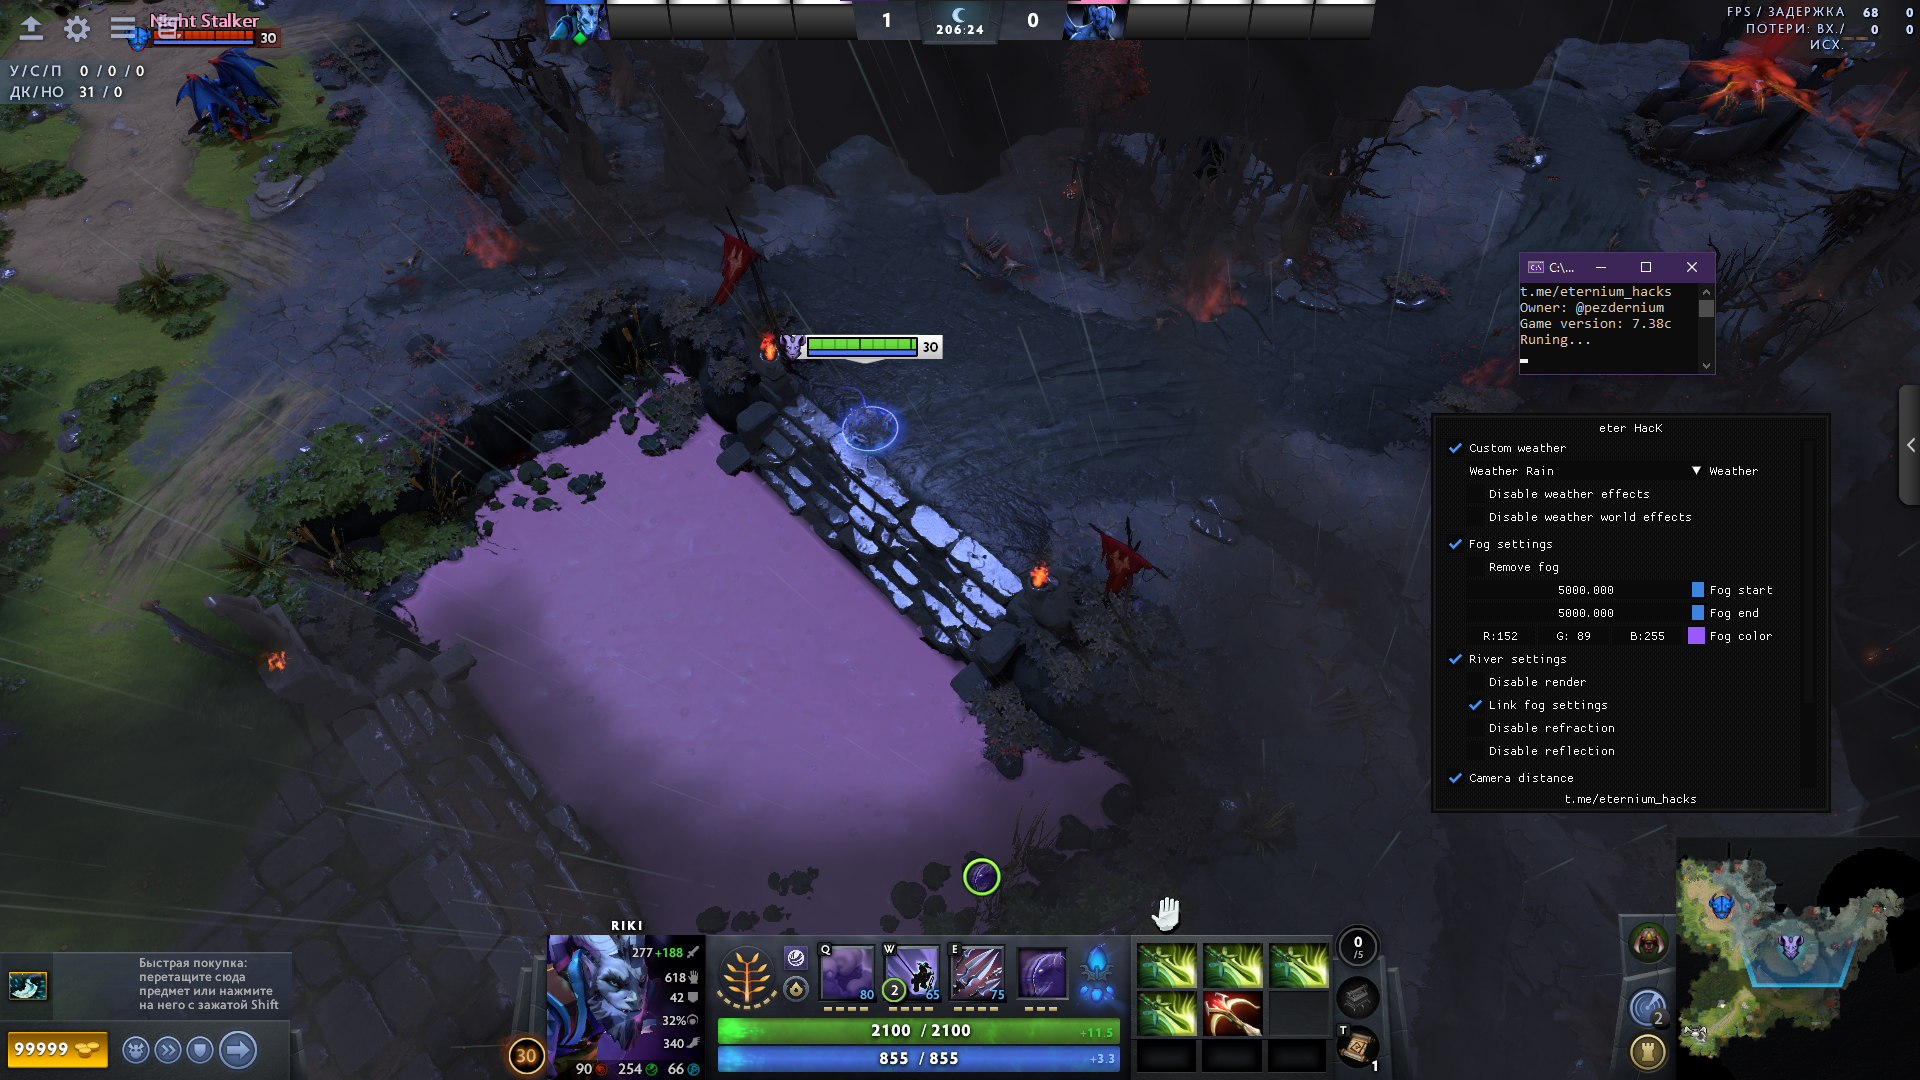 Night Stalker
30
У/С/П 0 / 0 / 0
ДК/НО 31 / 0
1
206:24
0
FPS / ЗАДЕРЖКА 68 0
ПОТЕРИ: ВХ./ 0 0
ИСХ.
30
C:\...
t.me/eternium_hacks
Owner: @pezdernium
Game version: 7.38c
Runing...
eter HacK
Custom weather
Weather Rain Weather
Disable weather effects
Disable weather world effects
Fog settings
Remove fog
5000.000 Fog start
5000.000 Fog end
R:152 G: 89 B:255 Fog color
River settings
Disable render
Link fog settings
Disable refraction
Disable reflection
Camera distance
t.me/eternium_hacks
Быстрая покупка:
перетащите сюда
предмет или нажмите
на него с зажатой Shift
99999
RIKI
277 +188
618
42
32%
340
30
90 254 66
Q 80
W 2 65
E 75
2100 / 2100 +11.5
855 / 855 +3.3
0
/5
T
1
2